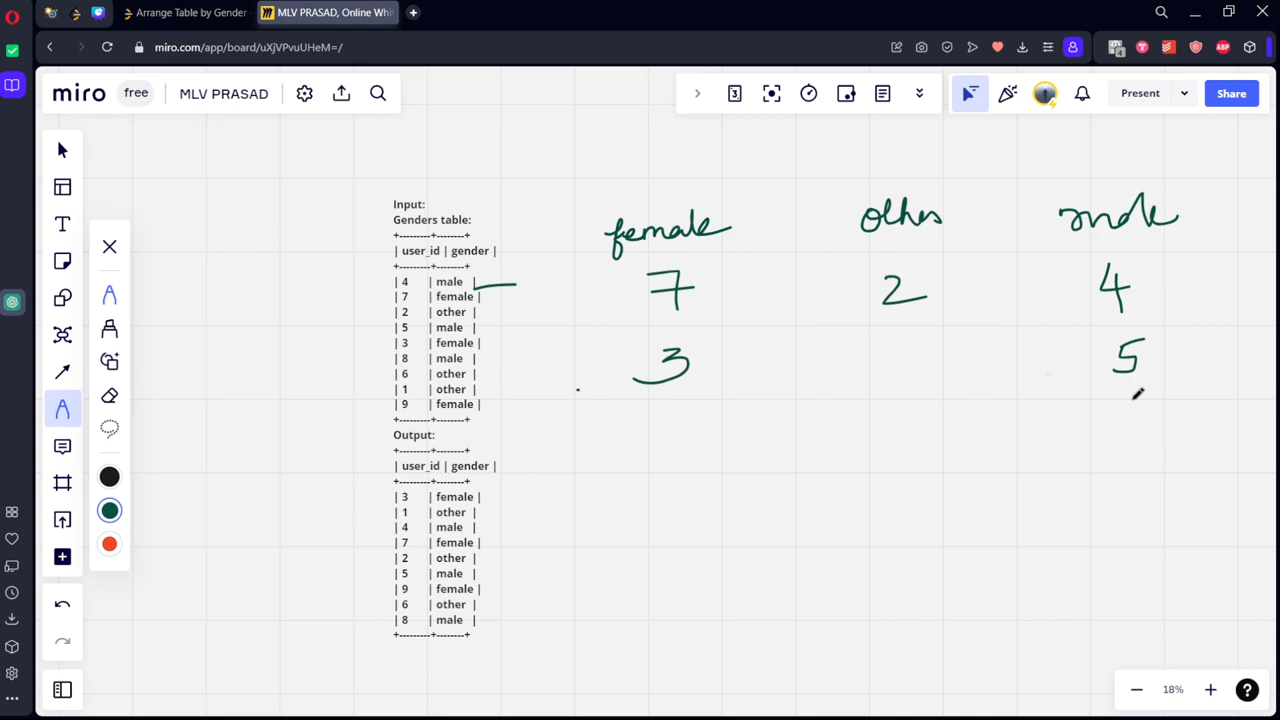 Arrange Table by Gender
MLV PRASAD, Online Whi
miro.com/app/board/uXjVPvuUHeM=/
miro free MLV PRASAD
Present Share
Input:
Genders table:
+---------+--------+
| user_id | gender |
+---------+--------+
| 4 | male |
| 7 | female |
| 2 | other |
| 5 | male |
| 3 | female |
| 8 | male |
| 6 | other |
| 1 | other |
| 9 | female |
+---------+--------+
Output:
+---------+--------+
| user_id | gender |
+---------+--------+
| 3 | female |
| 1 | other |
| 4 | male |
| 7 | female |
| 2 | other |
| 5 | male |
| 9 | female |
| 6 | other |
| 8 | male |
+---------+--------+
female other male
7 2 4
3 5
18%